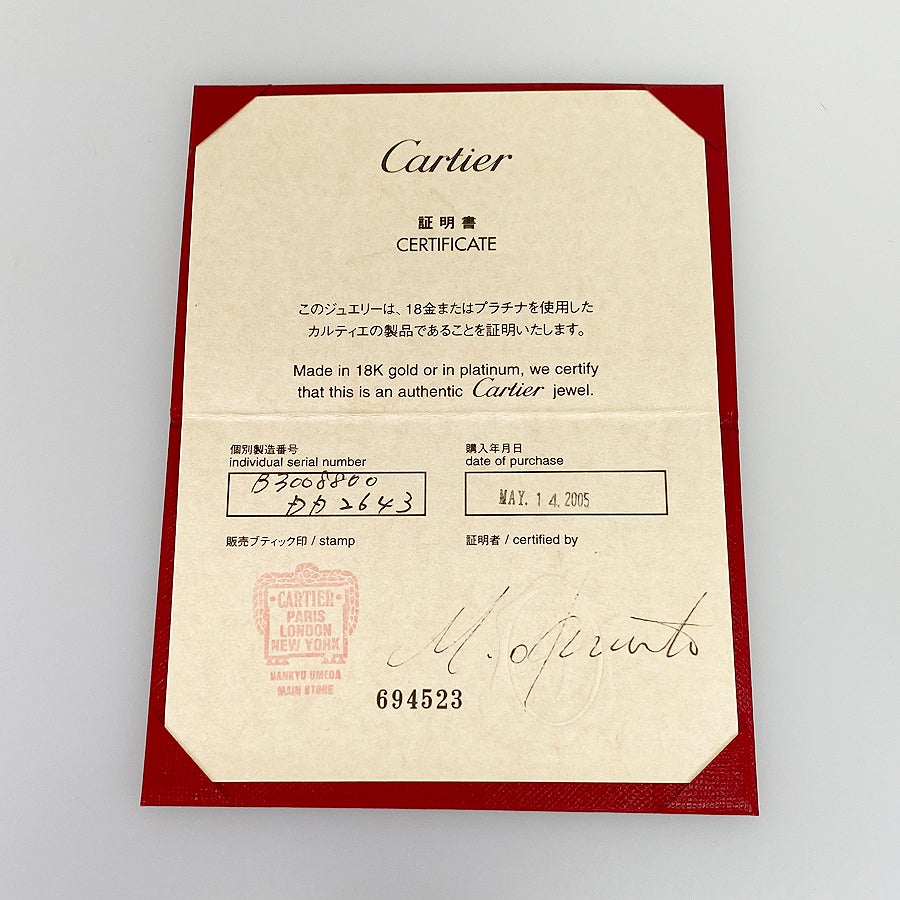 Cartier
証明書
CERTIFICATE
このジュエリーは、18金またはプラチナを使用した
カルティエの製品であることを証明いたします。
Made in 18K gold or in platinum, we certify
that this is an authentic Cartier jewel.
個別製造番号
individual serial number
B3008800
DD2643
購入年月日
date of purchase
MAY. 14. 2005
販売ブティック印 / stamp
証明者 / certified by
CARTIER
PARIS
LONDON
NEW YORK
HANKYU UMEDA
MAIN STORE
694523